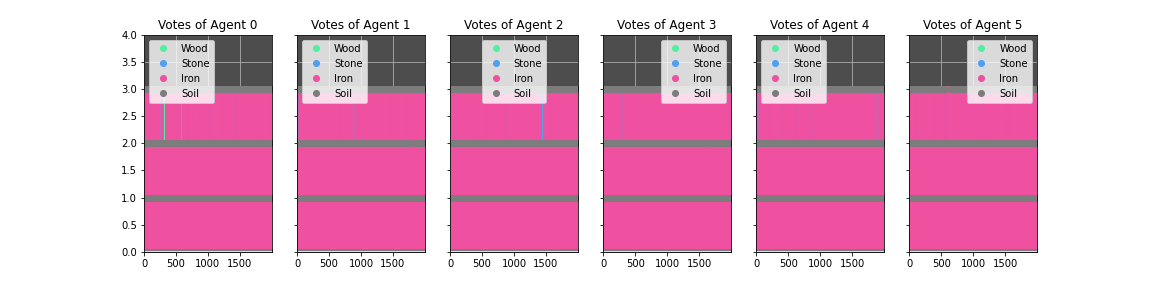 Votes of Agent 0
Votes of Agent 1
Votes of Agent 2
Votes of Agent 3
Votes of Agent 4
Votes of Agent 5
4.0
3.5
3.0
2.5
2.0
1.5
1.0
0.5
0.0
Wood
Stone
Iron
Soil
Wood
Stone
Iron
Soil
Wood
Stone
Iron
Soil
Wood
Stone
Iron
Soil
Wood
Stone
Iron
Soil
Wood
Stone
Iron
Soil
0 500 1000 1500
0 500 1000 1500
0 500 1000 1500
0 500 1000 1500
0 500 1000 1500
0 500 1000 1500